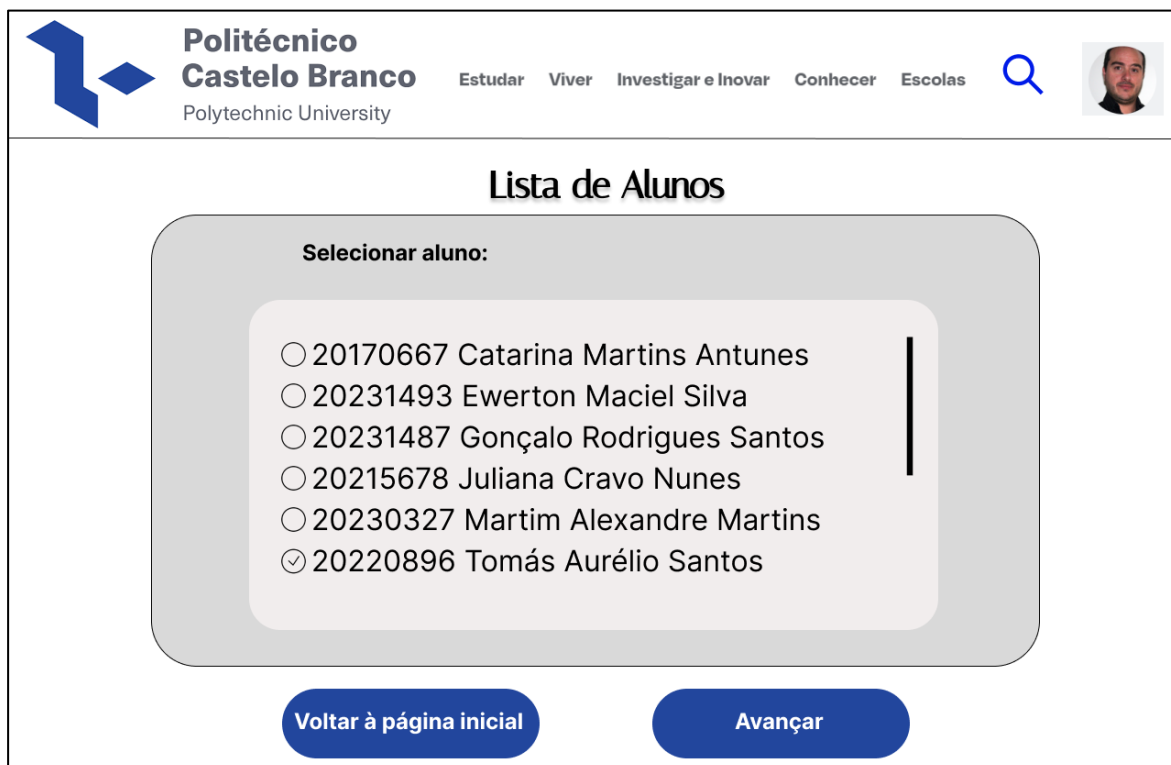 Politécnico
Castelo Branco
Polytechnic University
Estudar Viver Investigar e Inovar Conhecer Escolas
Lista de Alunos
Selecionar aluno:
20170667 Catarina Martins Antunes
20231493 Ewerton Maciel Silva
20231487 Gonçalo Rodrigues Santos
20215678 Juliana Cravo Nunes
20230327 Martim Alexandre Martins
20220896 Tomás Aurélio Santos
Voltar à página inicial
Avançar